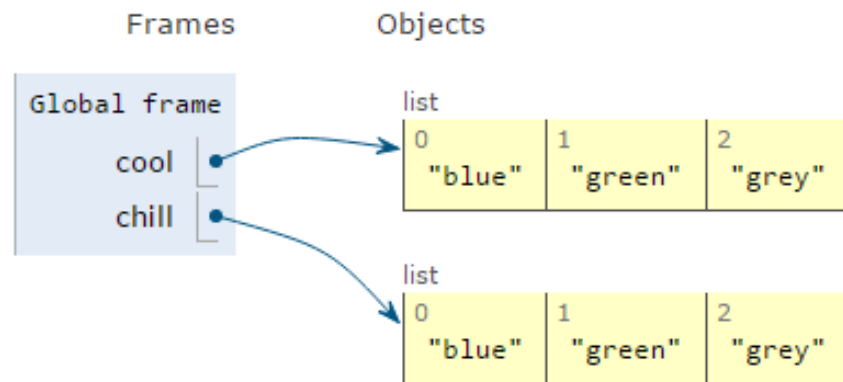 Frames Objects
Global frame
cool
chill
list
0 1 2
"blue" "green" "grey"
list
0 1 2
"blue" "green" "grey"